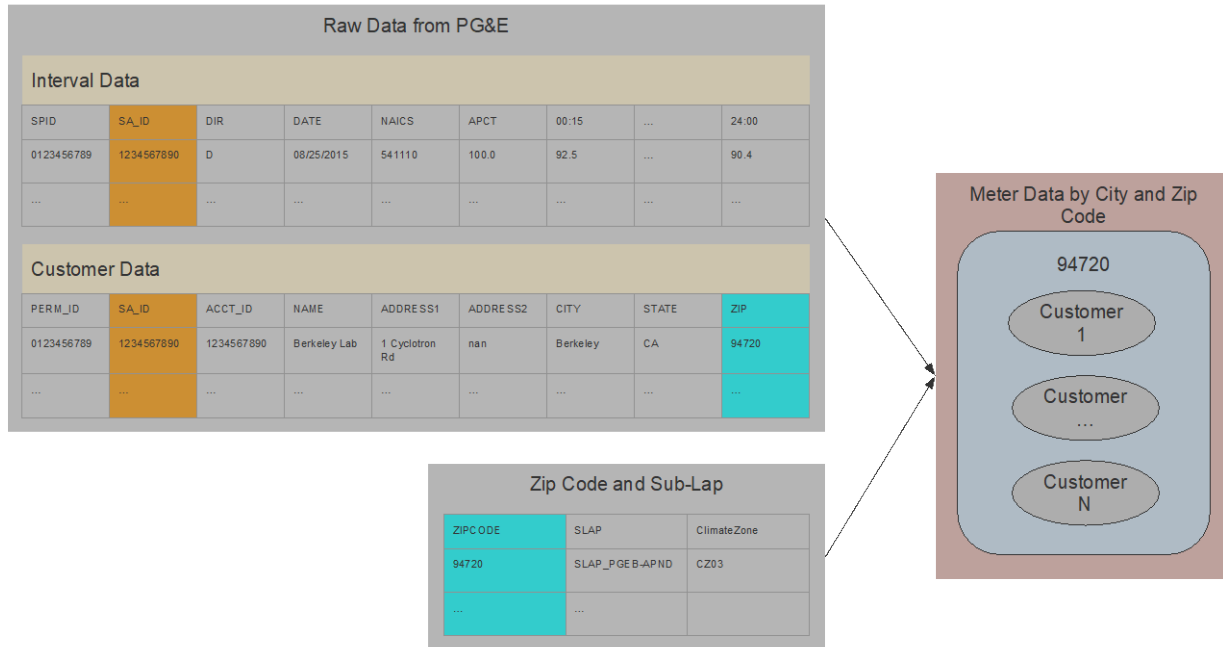 Raw Data from PG&E
Interval Data
SPID SA_ID DIR DATE NAICS APCT 00:15 ... 24:00
0123456789 1234567890 D 08/25/2015 541110 100.0 92.5 ... 90.4
... ... ... ... ... ... ... ... ...
Customer Data
PERM_ID SA_ID ACCT_ID NAME ADDRESS1 ADDRESS2 CITY STATE ZIP
0123456789 1234567890 1234567890 Berkeley Lab 1 Cyclotron Rd nan Berkeley CA 94720
... ... ... ... ... ... ... ... ...
Zip Code and Sub-Lap
ZIPCODE SLAP ClimateZone
94720 SLAP_PGEB-APND CZ03
... ...
Meter Data by City and Zip
Code
94720
Customer
1
Customer
...
Customer
N